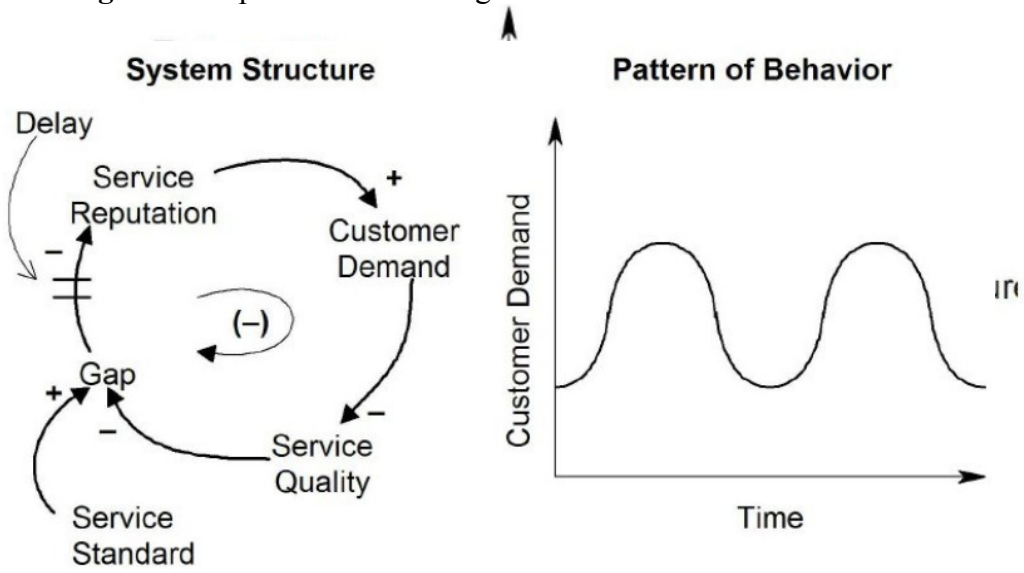 System Structure
Delay
Service
Reputation
+
Customer
Demand
–
(–)
Gap
+
–
–
Service
Quality
Service
Standard
Pattern of Behavior
Customer Demand
Time